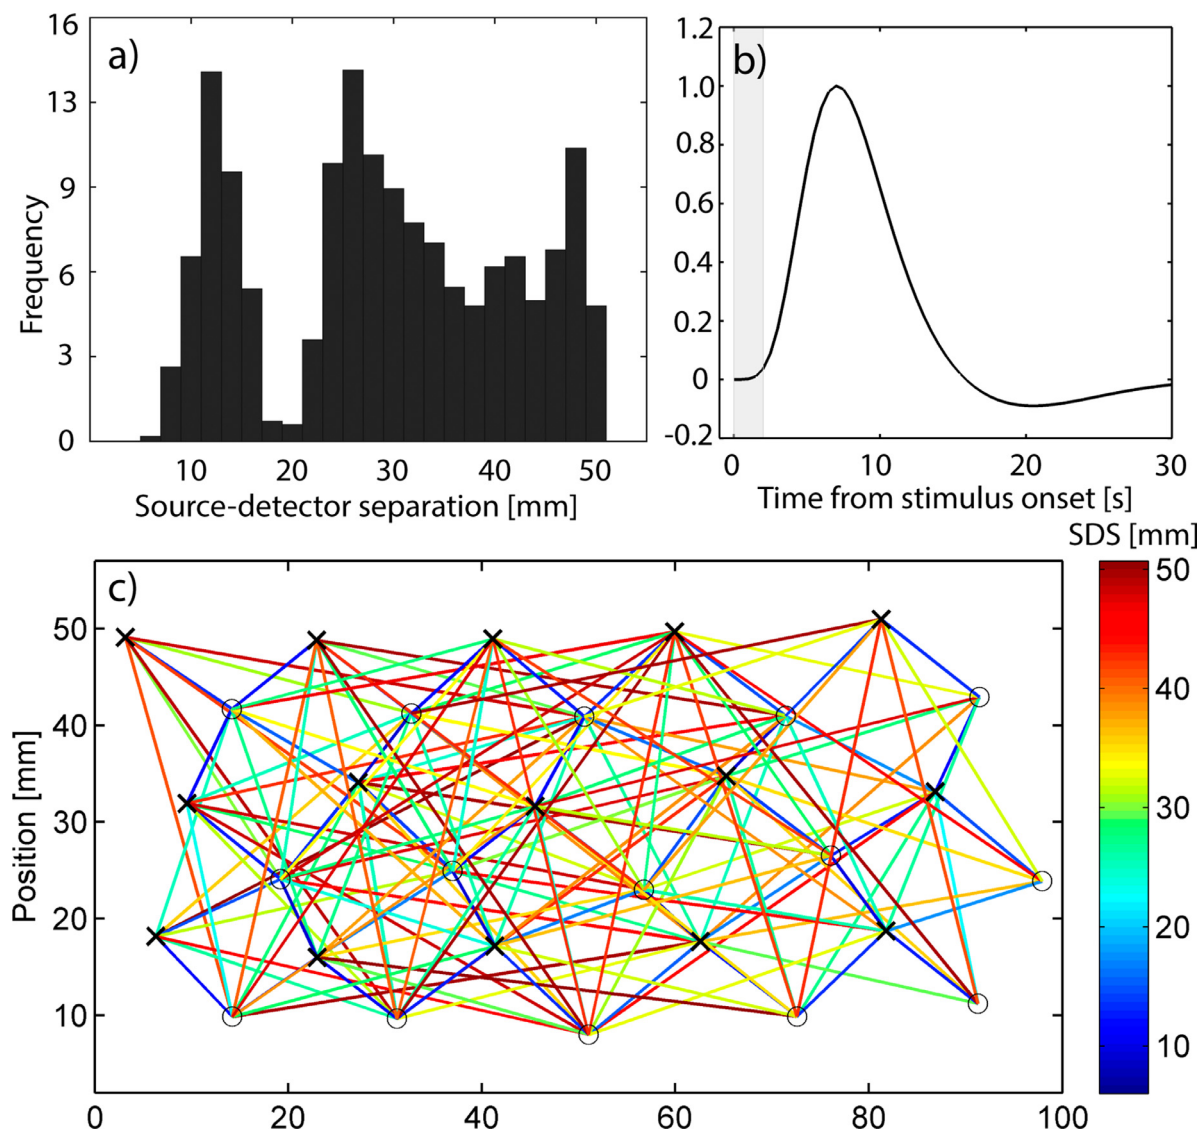 a)
16
13
9
6
3
0
Frequency
10 20 30 40 50
Source-detector separation [mm]
b)
1.2
1.0
0.8
0.6
0.4
0.2
0
-0.2
0 10 20 30
Time from stimulus onset [s]
SDS [mm]
c)
50
40
30
20
10
Position [mm]
0 20 40 60 80 100
50
40
30
20
10